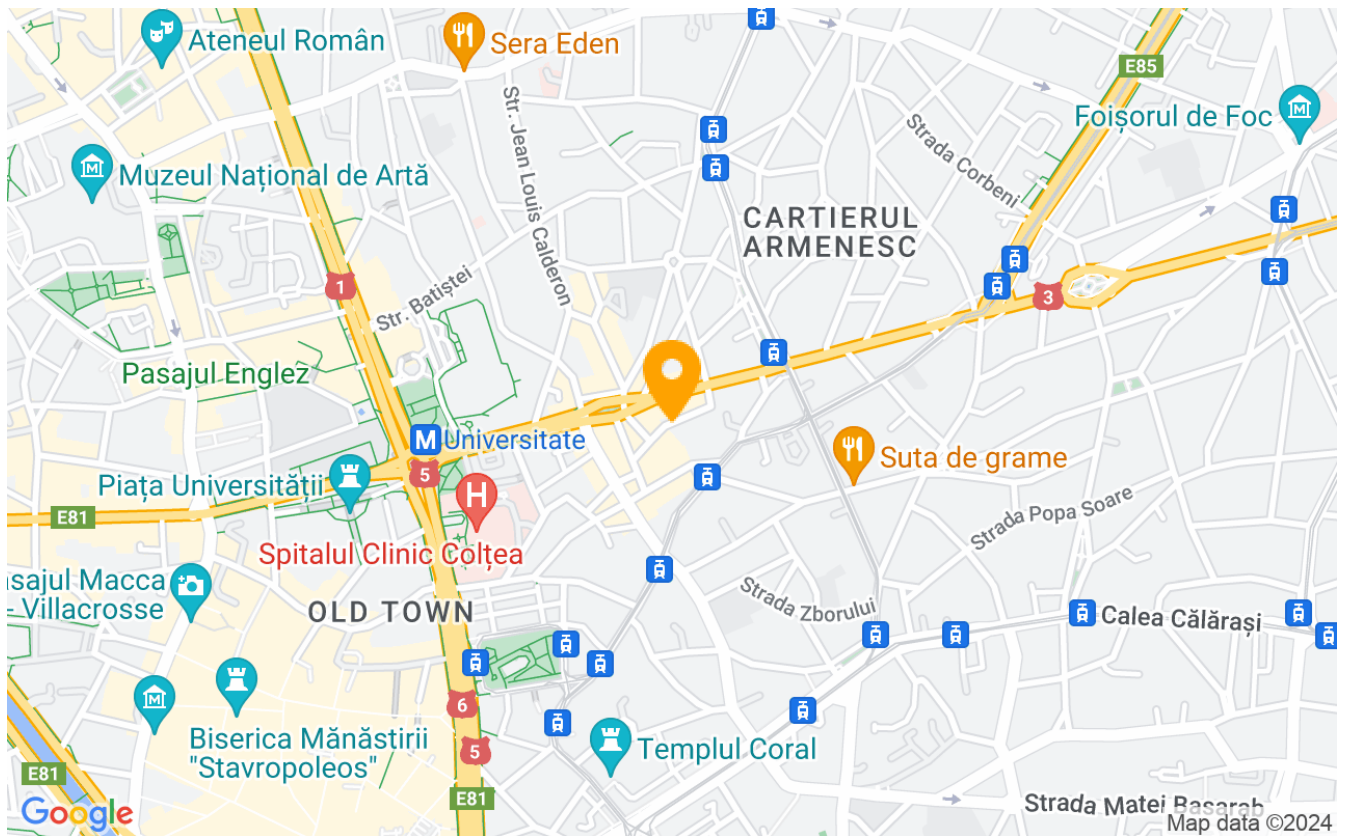 Ateneul Român
Sera Eden
E85
Foișorul de Foc
Strada Corbeni
Str. Jean Louis Calderon
Muzeul Național de Artă
CARTIERUL
ARMENESC
1
3
Str. Batiștei
Pasajul Englez
M
Universitate
5
Suta de grame
Piața Universității
H
E81
Strada Popa Soare
Spitalul Clinic Colțea
asajul Macca
- Villacrosse
OLD TOWN
Strada Zborului
Calea Călărași
6
Biserica Mănăstirii
"Stavropoleos"
5
Templul Coral
E81
E81
Strada Matei Basarab
Google
Map data ©2024